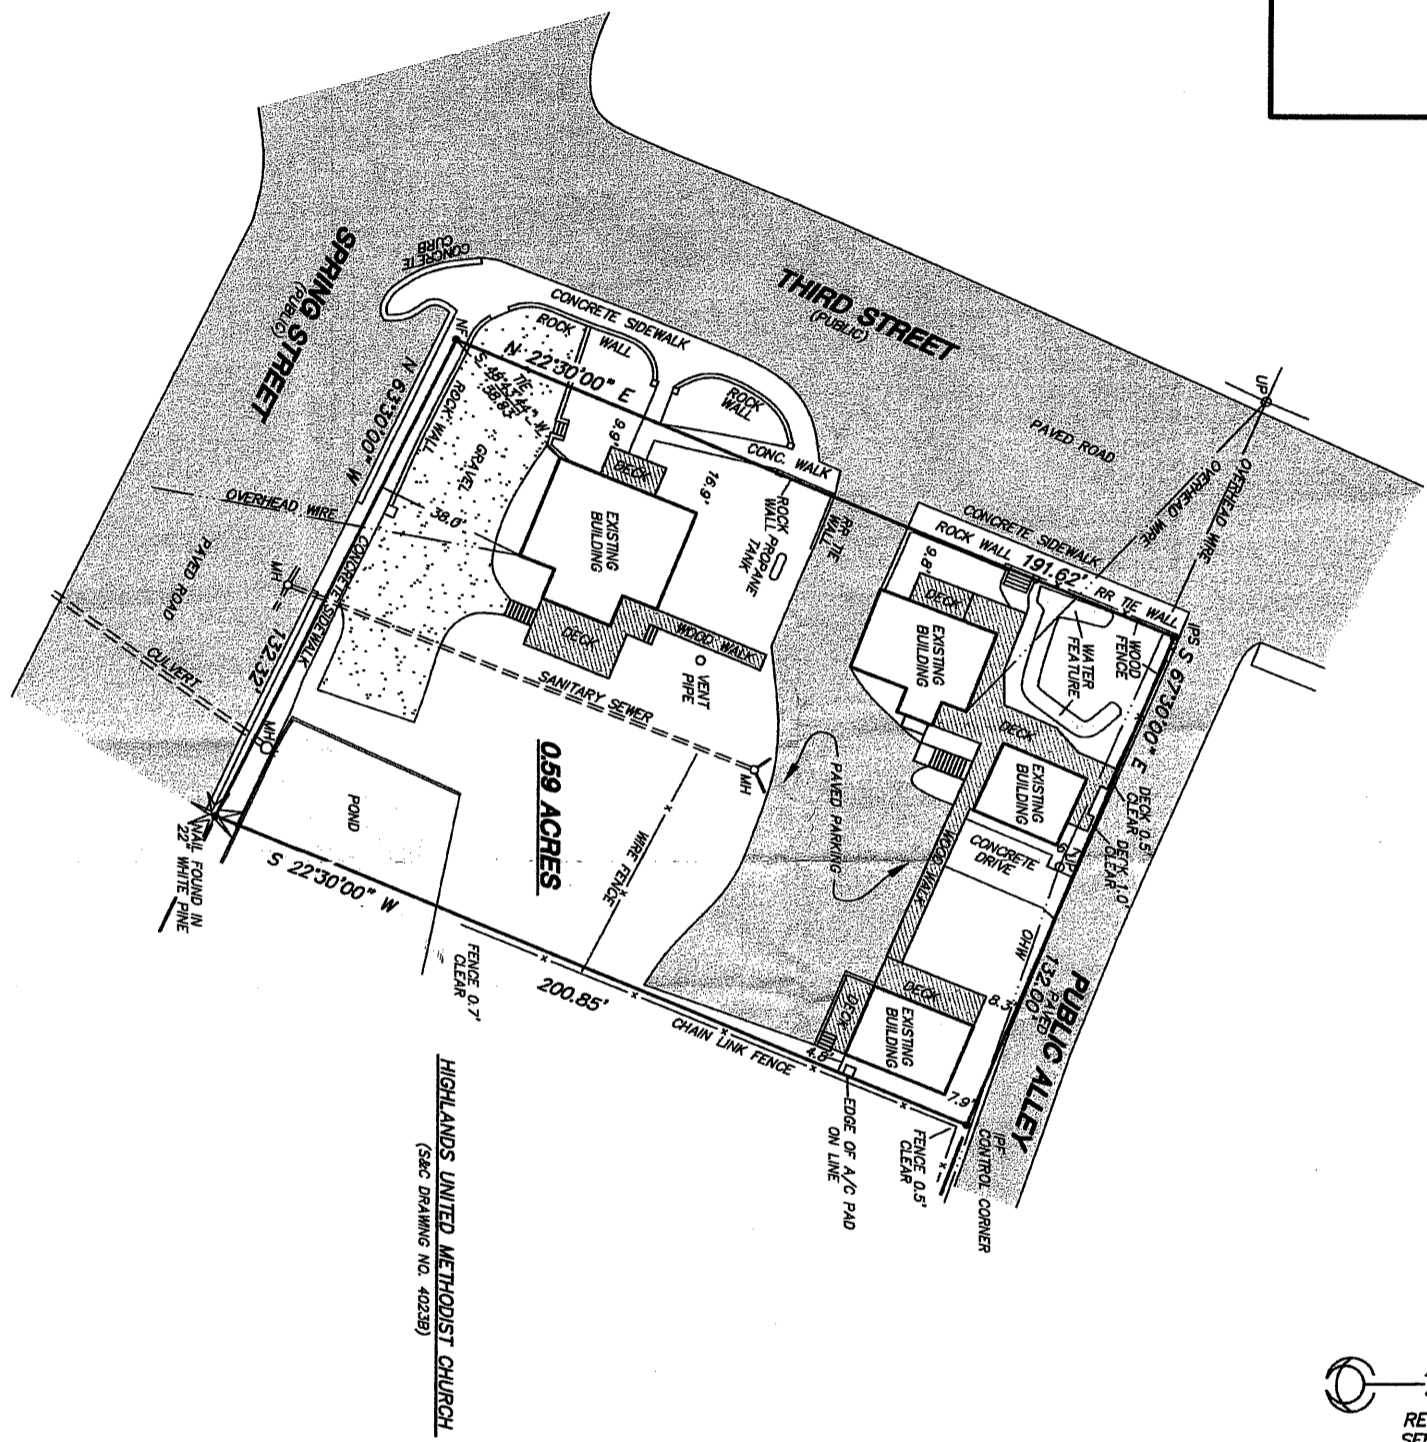 THIRD STREET
(PUBLIC)
PAVED ROAD
UP
OVERHEAD WIRE
OVERHEAD WIRE
SPRING STREET
(PUBLIC)
CONCRETE
CURB
CONCRETE SIDEWALK
ROCK
WALL
ROCK
WALL
CONC. WALK
NF
N 22°30'00" E
TIE
S 48°43'44" W
38.83'
N 63°30'00" W
ROCK WALL
GRAVEL
38.0'
OVERHEAD WIRE
PAVED ROAD
MH
CONCRETE SIDEWALK
132.32'
CULVERT
MH
9.9'
DECK
EXISTING
BUILDING
16.9'
ROCK
WALL
PROPANE
TANK
RR TIE
WALL
WOOD WALK
DECK
VENT
PIPE
SANITARY SEWER
MH
0.59 ACRES
POND
WIRE FENCE
PAVED PARKING
CONCRETE SIDEWALK
ROCK WALL
191.62'
RR TIE WALL
9.8'
DECK
EXISTING
BUILDING
WATER
FEATURE
WOOD
FENCE
IPS
S 67°30'00" E
DECK
EXISTING
BUILDING
DECK 0.5'
CLEAR
DECK 1.0'
CLEAR
CONCRETE
DRIVE
WOOD WALK
OHW
PUBLIC ALLEY
PAVED
132.00'
DECK
8.3'
DECK
EXISTING
BUILDING
4.8'
7.9'
IPF
CONTROL CORNER
FENCE 0.5'
CLEAR
EDGE OF A/C PAD
ON LINE
CHAIN LINK FENCE
200.85'
FENCE 0.7'
CLEAR
S 22°30'00" W
NAIL FOUND IN
22" WHITE PINE
HIGHLANDS UNITED METHODIST CHURCH
(S&C DRAWING NO. 4023B)